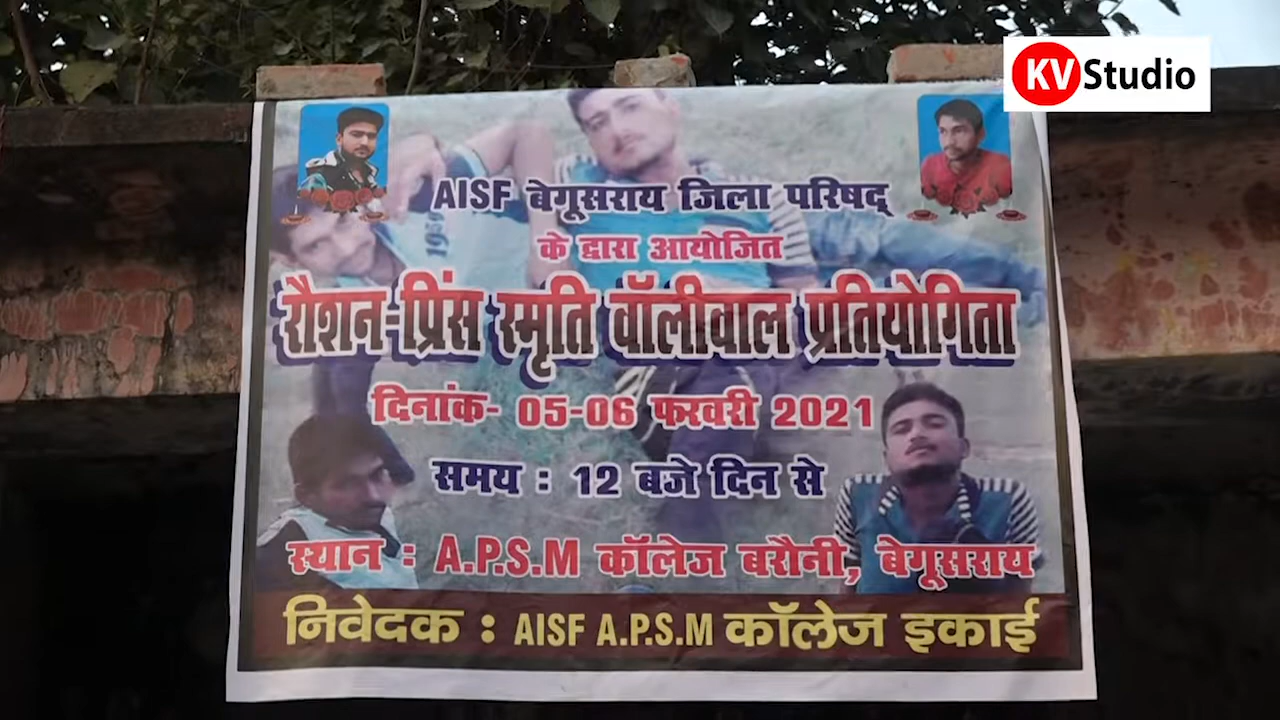 KV Studio
AISF बेगूसराय जिला परिषद्
के द्वारा आयोजित
रौशन-प्रिंस स्मृति वॉलीवाल प्रतियोगिता
दिनांक- 05-06 फरवरी 2021
समय : 12 बजे दिन से
स्थान : A.P.S.M कॉलेज बरौनी, बेगूसराय
निवेदक : AISF A.P.S.M कॉलेज इकाई